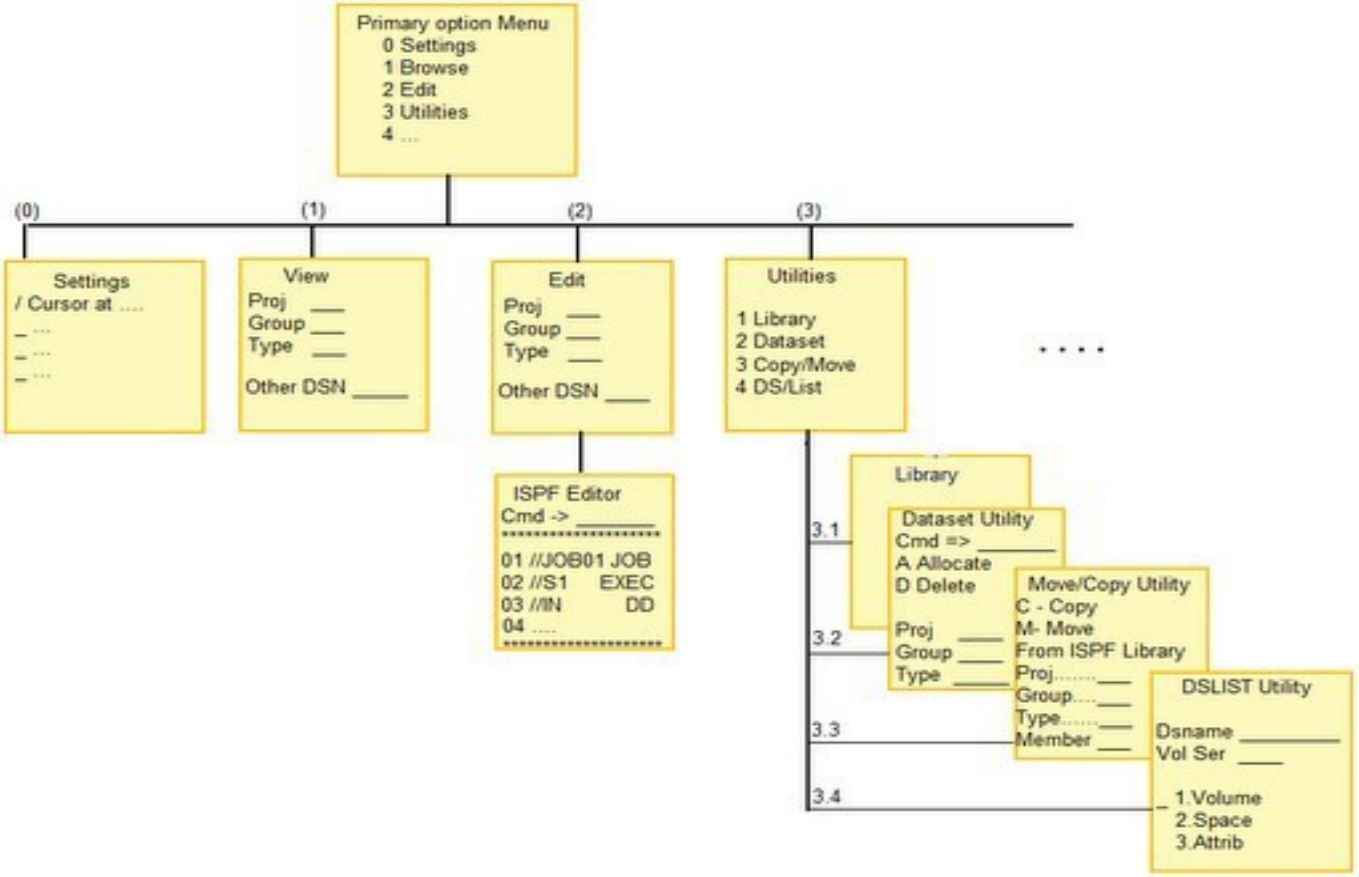 Primary option Menu
0 Settings
1 Browse
2 Edit
3 Utilities
4 ...
(0)
(1)
(2)
(3)
Settings
/ Cursor at ....
_ ...
_ ...
_ ...
View
Proj ___
Group ___
Type ___
Other DSN _____
Edit
Proj ___
Group ___
Type ___
Other DSN ____
Utilities
1 Library
2 Dataset
3 Copy/Move
4 DS/List
. . . .
ISPF Editor
Cmd -> _______
*********************
01 //JOB01 JOB
02 //S1 EXEC
03 //IN DD
04 ....
*********************
3.1
Library
3.2
Dataset Utility
Cmd => _______
A Allocate
D Delete
Proj ____
Group ____
Type _____
3.3
Move/Copy Utility
C - Copy
M- Move
From ISPF Library
Proj.......___
Group....___
Type......___
Member ___
3.4
DSLIST Utility
Dsname _________
Vol Ser ____
_ 1.Volume
2.Space
3.Attrib